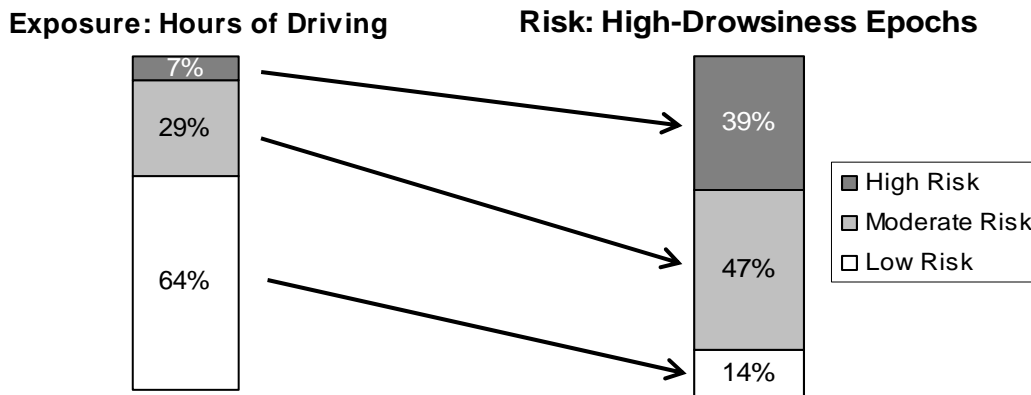 Exposure: Hours of Driving
Risk: High-Drowsiness Epochs
7%
29%
64%
39%
47%
14%
High Risk
Moderate Risk
Low Risk